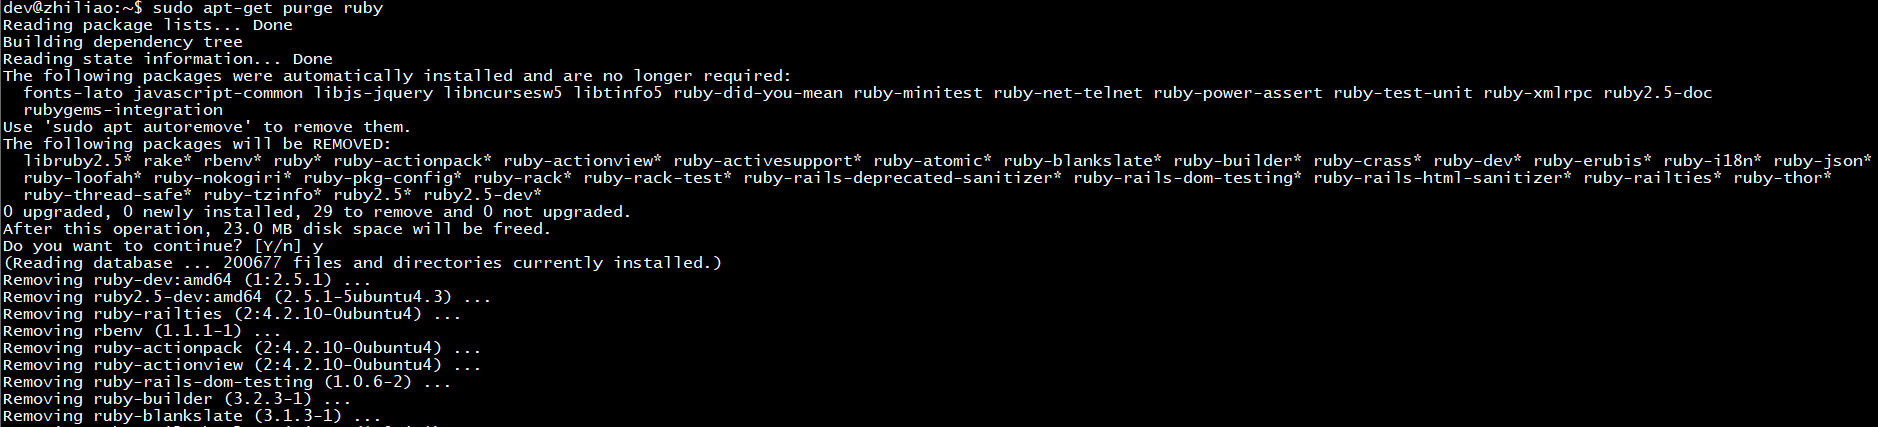 dev@zhiliao:~$ sudo apt-get purge ruby
Reading package lists... Done
Building dependency tree
Reading state information... Done
The following packages were automatically installed and are no longer required:
  fonts-lato javascript-common libjs-jquery libncursesw5 libtinfo5 ruby-did-you-mean ruby-minitest ruby-net-telnet ruby-power-assert ruby-test-unit ruby-xmlrpc ruby2.5-doc
  rubygems-integration
Use 'sudo apt autoremove' to remove them.
The following packages will be REMOVED:
  libruby2.5* rake* rbenv* ruby* ruby-actionpack* ruby-actionview* ruby-activesupport* ruby-atomic* ruby-blankslate* ruby-builder* ruby-crass* ruby-dev* ruby-erubis* ruby-i18n* ruby-json*
  ruby-loofah* ruby-nokogiri* ruby-pkg-config* ruby-rack* ruby-rack-test* ruby-rails-deprecated-sanitizer* ruby-rails-dom-testing* ruby-rails-html-sanitizer* ruby-railties* ruby-thor*
  ruby-thread-safe* ruby-tzinfo* ruby2.5* ruby2.5-dev*
0 upgraded, 0 newly installed, 29 to remove and 0 not upgraded.
After this operation, 23.0 MB disk space will be freed.
Do you want to continue? [Y/n] y
(Reading database ... 200677 files and directories currently installed.)
Removing ruby-dev:amd64 (1:2.5.1) ...
Removing ruby2.5-dev:amd64 (2.5.1-5ubuntu4.3) ...
Removing ruby-railties (2:4.2.10-0ubuntu4) ...
Removing rbenv (1.1.1-1) ...
Removing ruby-actionpack (2:4.2.10-0ubuntu4) ...
Removing ruby-actionview (2:4.2.10-0ubuntu4) ...
Removing ruby-rails-dom-testing (1.0.6-2) ...
Removing ruby-builder (3.2.3-1) ...
Removing ruby-blankslate (3.1.3-1) ...